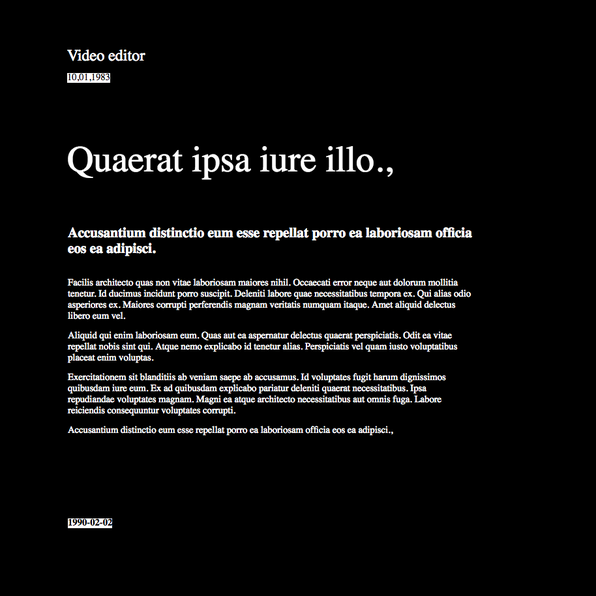 Video editor
10,01,1983
Quaerat ipsa iure illo.,
Accusantium distinctio eum esse repellat porro ea laboriosam officia
eos ea adipisci.
Facilis architecto quas non vitae laboriosam maiores nihil. Occaecati error neque aut dolorum mollitia
tenetur. Id ducimus incidunt porro suscipit. Deleniti labore quae necessitatibus tempora ex. Qui alias odio
asperiores ex. Maiores corrupti perferendis magnam veritatis numquam itaque. Amet aliquid delectus
libero eum vel.
Aliquid qui enim laboriosam eum. Quas aut ea aspernatur delectus quaerat perspiciatis. Odit ea vitae
repellat nobis sint qui. Atque nemo explicabo id tenetur alias. Perspiciatis vel quam iusto voluptatibus
placeat enim voluptas.
Exercitationem sit blanditiis ab veniam saepe ab accusamus. Id voluptates fugit harum dignissimos
quibusdam iure eum. Ex ad quibusdam explicabo pariatur deleniti quaerat necessitatibus. Ipsa
repudiandae voluptates magnam. Magni ea atque architecto necessitatibus aut omnis fuga. Labore
reiciendis consequuntur voluptates corrupti.
Accusantium distinctio eum esse repellat porro ea laboriosam officia eos ea adipisci.,
1990-02-02